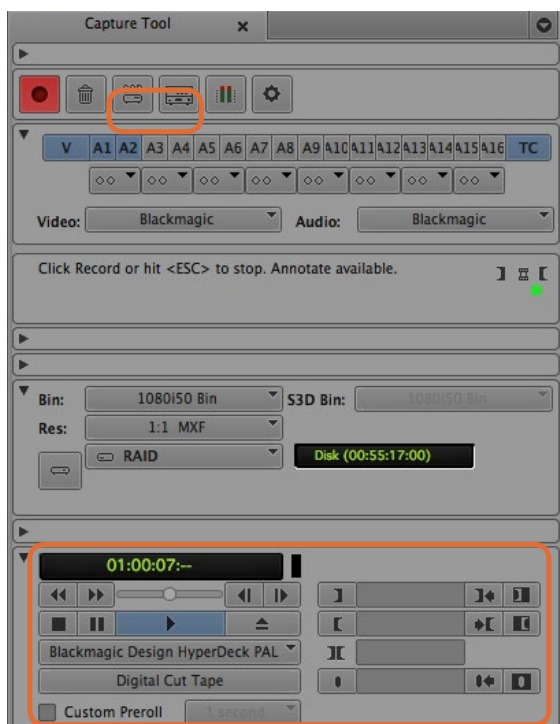 Capture Tool
V A1 A2 A3 A4 A5 A6 A7 A8 A9 A10 A11 A12 A13 A14 A15 A16 TC
Video: Blackmagic Audio: Blackmagic
Click Record or hit <ESC> to stop. Annotate available.
Bin: 1080i50 Bin S3D Bin: 1080i50 Bin
Res: 1:1 MXF
RAID Disk (00:55:17:00)
01:00:07:--
Blackmagic Design HyperDeck PAL
Digital Cut Tape
Custom Preroll 1 second